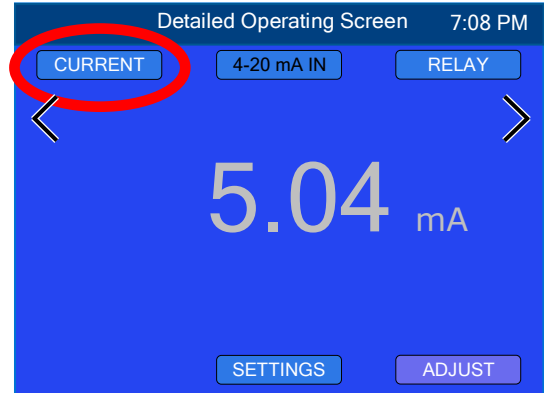 Detailed Operating Screen 7:08 PM
CURRENT 4-20 mA IN RELAY
5.04 mA
SETTINGS ADJUST